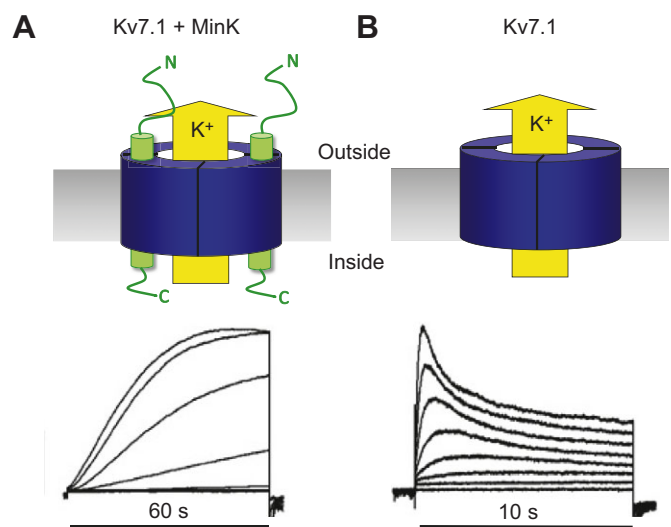 A Kv7.1 + MinK
B Kv7.1
N N
K⁺
K⁺
Outside
Inside
C C
60 s
10 s